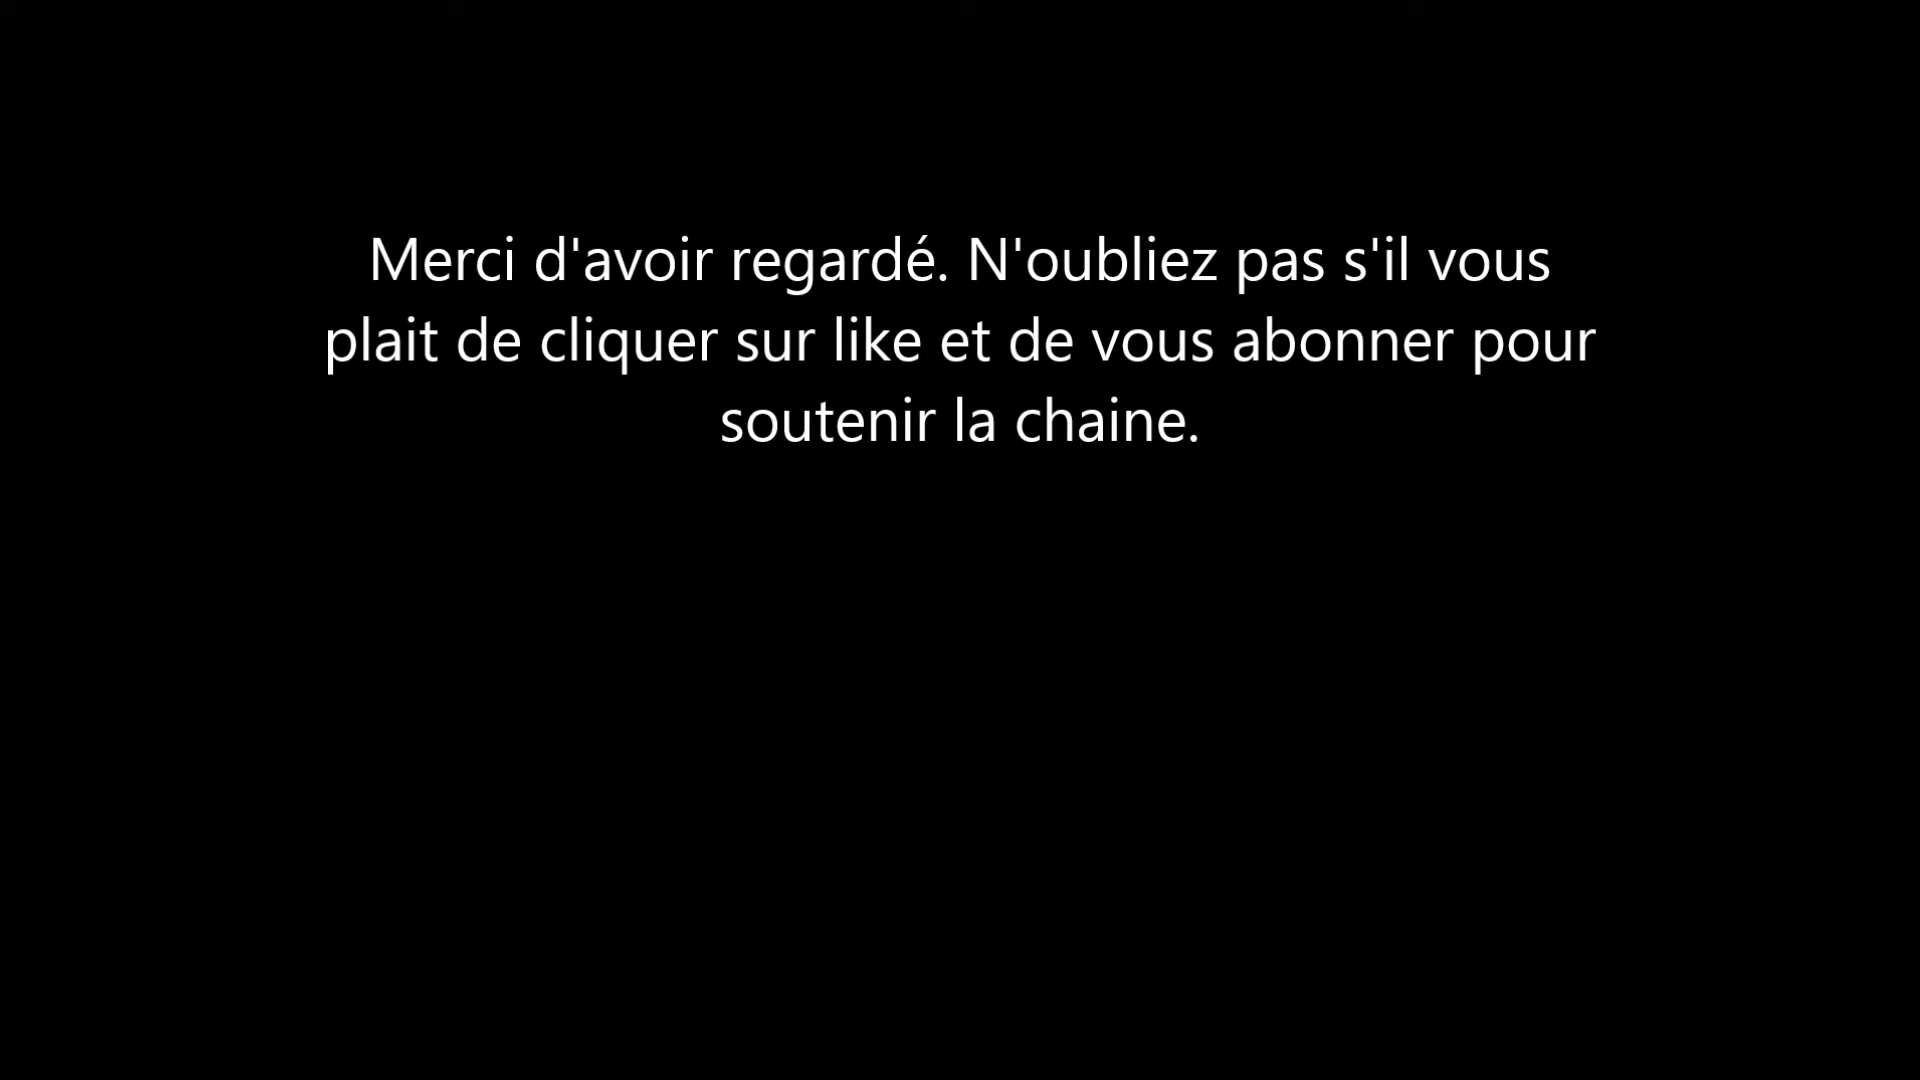 Merci d'avoir regardé. N'oubliez pas s'il vous
plait de cliquer sur like et de vous abonner pour
soutenir la chaine.